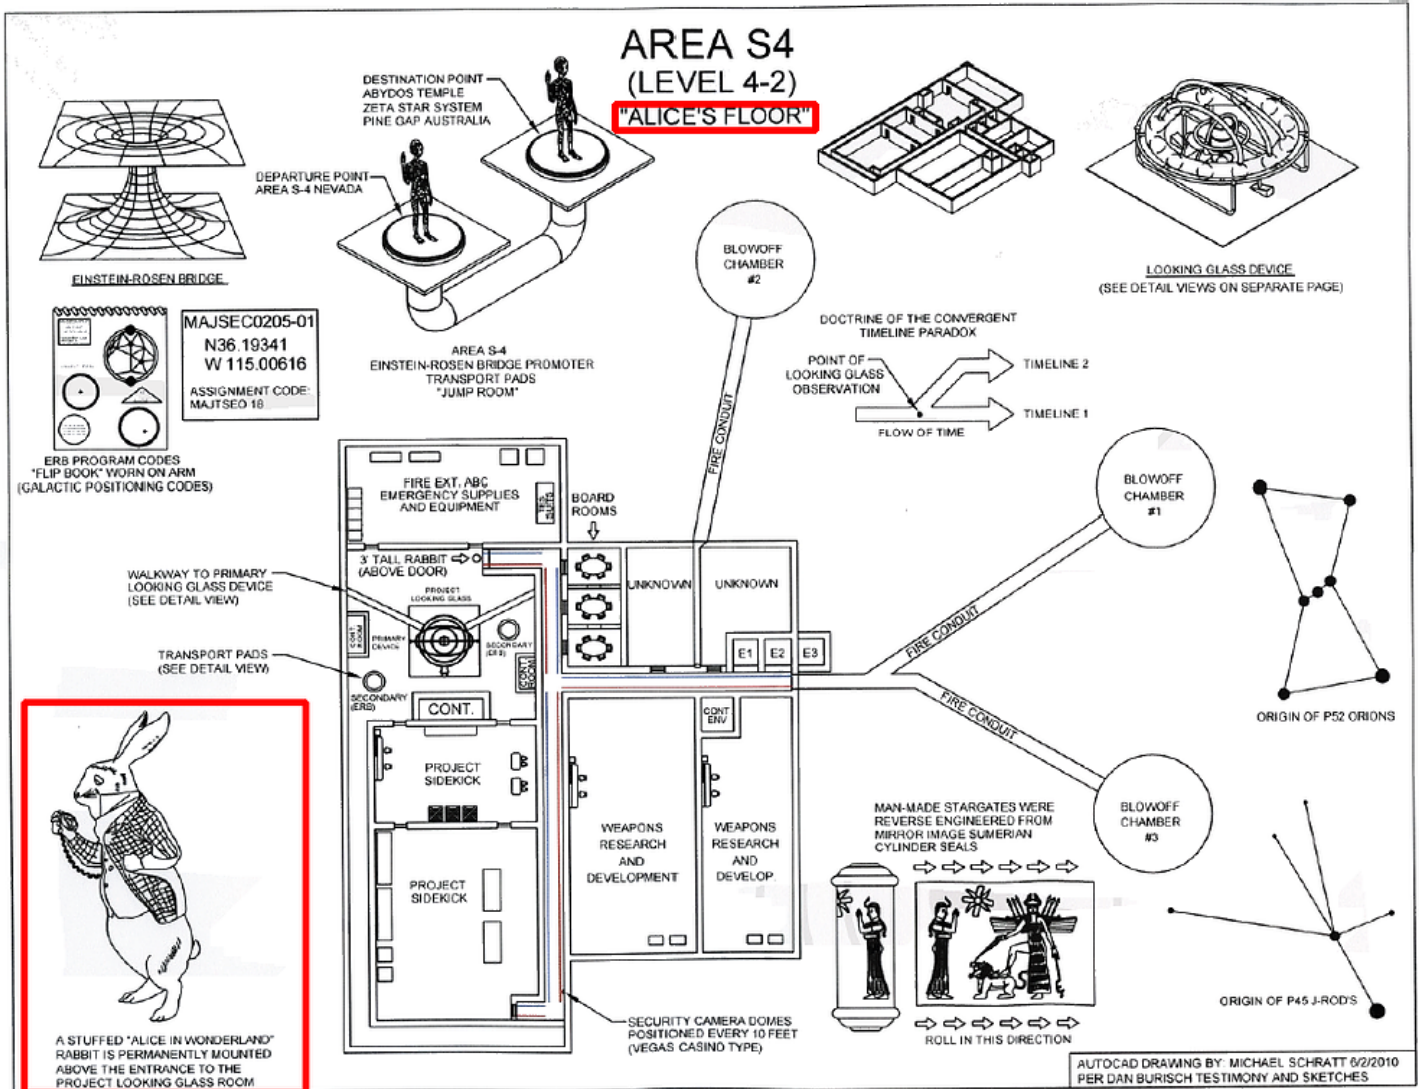 AREA S4
(LEVEL 4-2)
"ALICE'S FLOOR"
DESTINATION POINT
ABYDOS TEMPLE
ZETA STAR SYSTEM
PINE GAP AUSTRALIA
DEPARTURE POINT
AREA S-4 NEVADA
EINSTEIN-ROSEN BRIDGE
LOOKING GLASS DEVICE
(SEE DETAIL VIEWS ON SEPARATE PAGE)
BLOWOFF
CHAMBER
#2
MAJSEC0205-01
N36.19341
W 115.00616
ASSIGNMENT CODE:
MAJTSEO 18
AREA S-4
EINSTEIN-ROSEN BRIDGE PROMOTER
TRANSPORT PADS
"JUMP ROOM"
DOCTRINE OF THE CONVERGENT
TIMELINE PARADOX
POINT OF
LOOKING GLASS
OBSERVATION
TIMELINE 2
TIMELINE 1
FLOW OF TIME
ERB PROGRAM CODES
"FLIP BOOK" WORN ON ARM
(GALACTIC POSITIONING CODES)
FIRE CONDUIT
BLOWOFF
CHAMBER
#1
FIRE EXT. ABC
EMERGENCY SUPPLIES
AND EQUIPMENT
SUITS
BOARD
ROOMS
3' TALL RABBIT
(ABOVE DOOR)
UNKNOWN
UNKNOWN
WALKWAY TO PRIMARY
LOOKING GLASS DEVICE
(SEE DETAIL VIEW)
PROJECT
LOOKING GLASS
CONT.
ROOM
PRIMARY
DEVICE
SECONDARY
(ERB)
TRANSPORT PADS
(SEE DETAIL VIEW)
CONT.
ROOM
E1
E2
E3
SECONDARY
(ERB)
CONT.
FIRE CONDUIT
FIRE CONDUIT
CONT
ENV
ORIGIN OF P52 ORIONS
PROJECT
SIDEKICK
PROJECT
SIDEKICK
WEAPONS
RESEARCH
AND
DEVELOPMENT
WEAPONS
RESEARCH
AND
DEVELOP.
BLOWOFF
CHAMBER
#3
MAN-MADE STARGATES WERE
REVERSE ENGINEERED FROM
MIRROR IMAGE SUMERIAN
CYLINDER SEALS
ROLL IN THIS DIRECTION
ORIGIN OF P45 J-ROD'S
SECURITY CAMERA DOMES
POSITIONED EVERY 10 FEET
(VEGAS CASINO TYPE)
A STUFFED "ALICE IN WONDERLAND"
RABBIT IS PERMANENTLY MOUNTED
ABOVE THE ENTRANCE TO THE
PROJECT LOOKING GLASS ROOM
AUTOCAD DRAWING BY: MICHAEL SCHRATT 6/2/2010
PER DAN BURISCH TESTIMONY AND SKETCHES